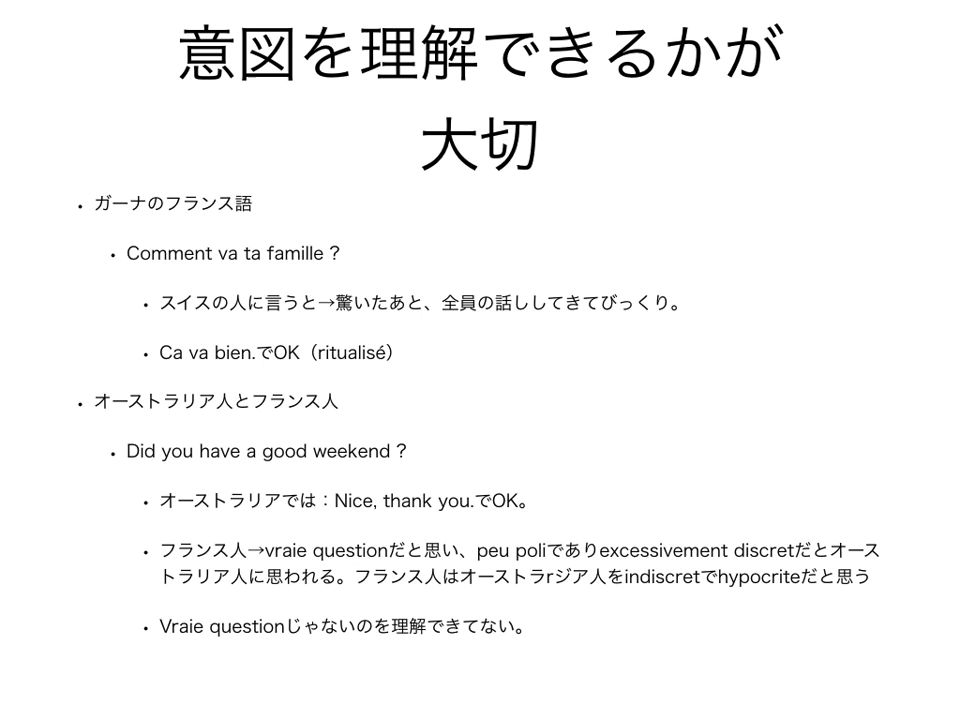 意図を理解できるかが
大切
• ガーナのフランス語
• Comment va ta famille ?
• スイスの人に言うと→驚いたあと、全員の話ししてきてびっくり。
• Ca va bien.でOK（ritualisé）
• オーストラリア人とフランス人
• Did you have a good weekend ?
• オーストラリアでは：Nice, thank you.でOK。
• フランス人→vraie questionだと思い、peu poliでありexcessivement discretだとオース
トラリア人に思われる。フランス人はオーストラrジア人をindiscretでhypocriteだと思う
• Vraie questionじゃないのを理解できてない。